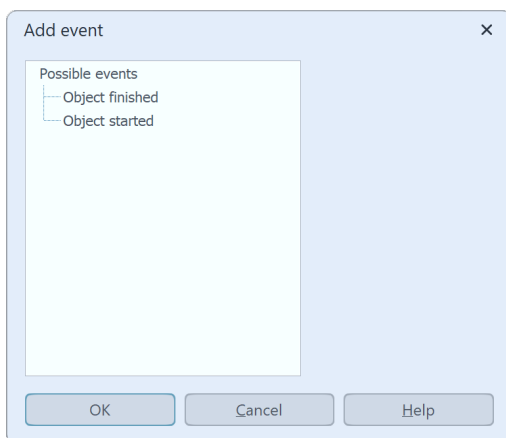 Add event
Possible events
Object finished
Object started
OK
Cancel
Help